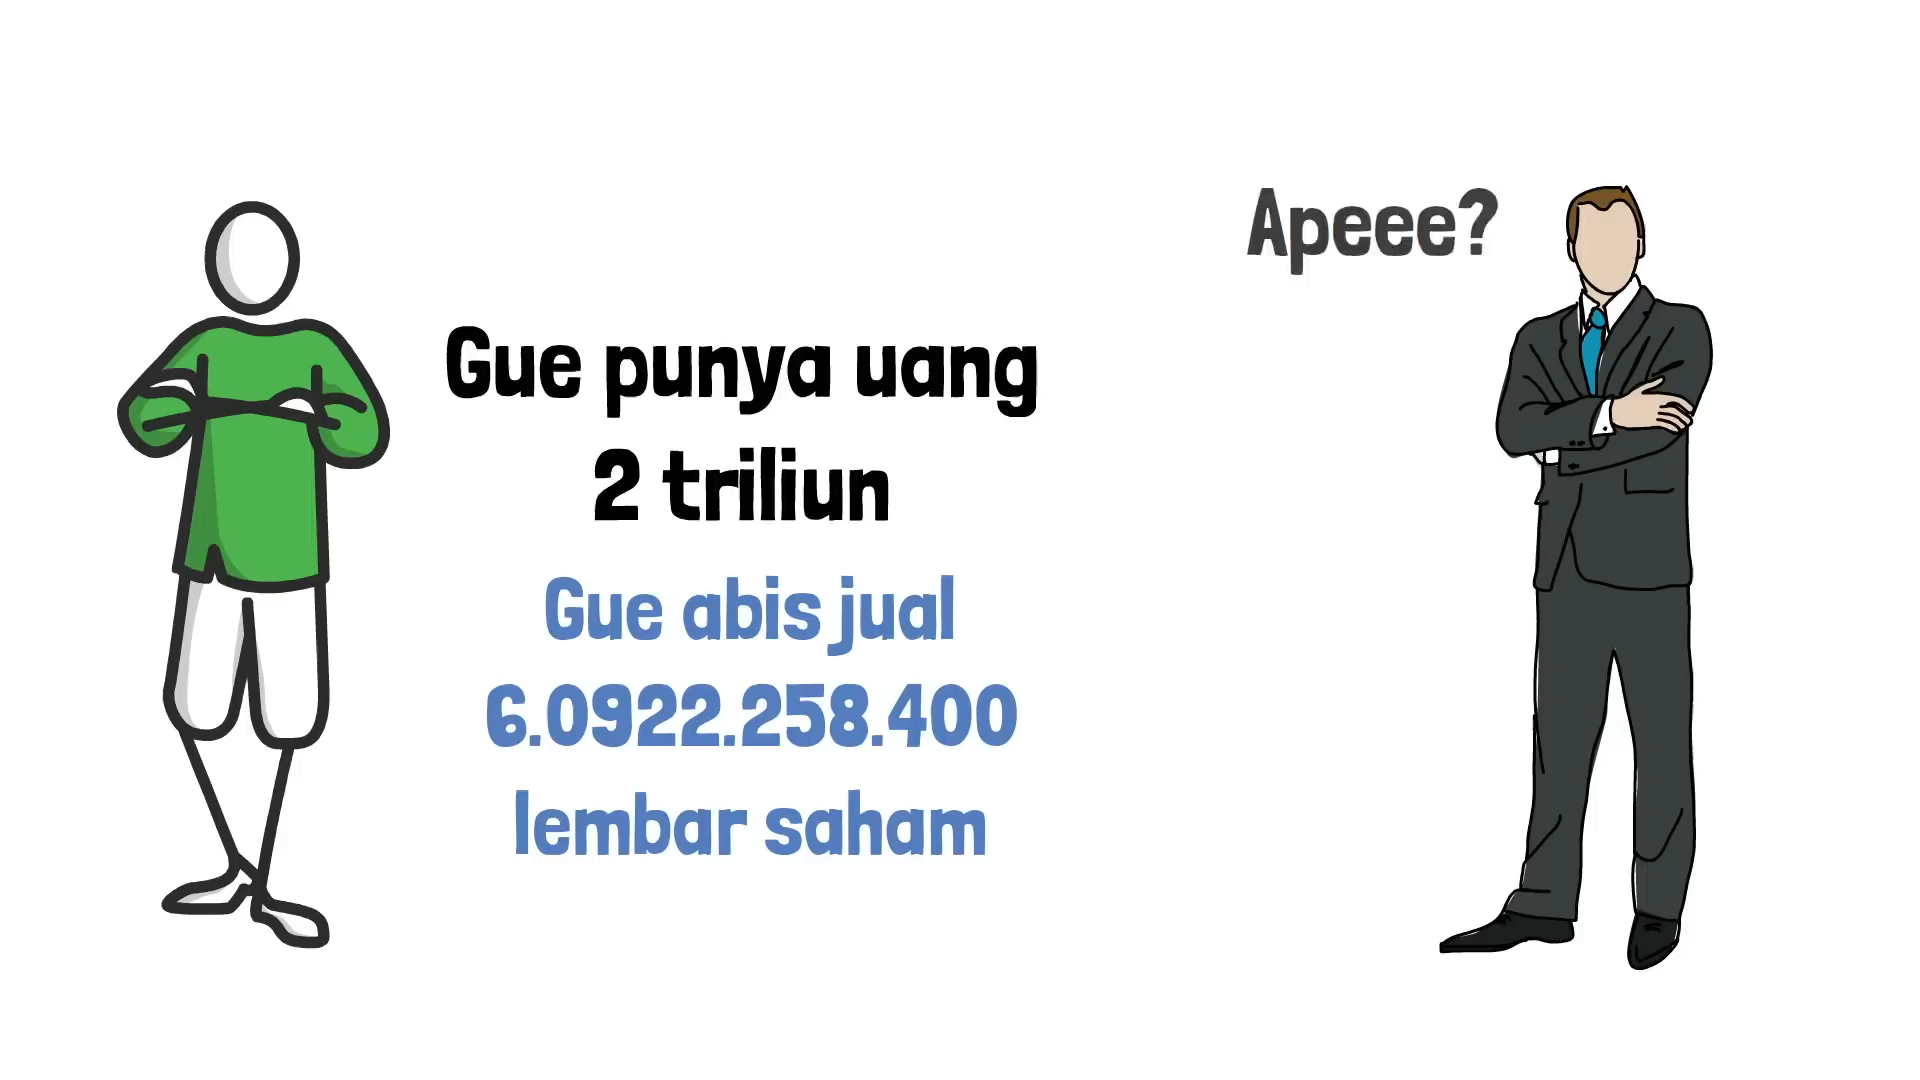 Apeee?
Gue punya uang
2 triliun
Gue abis jual
6.0922.258.400
lembar saham